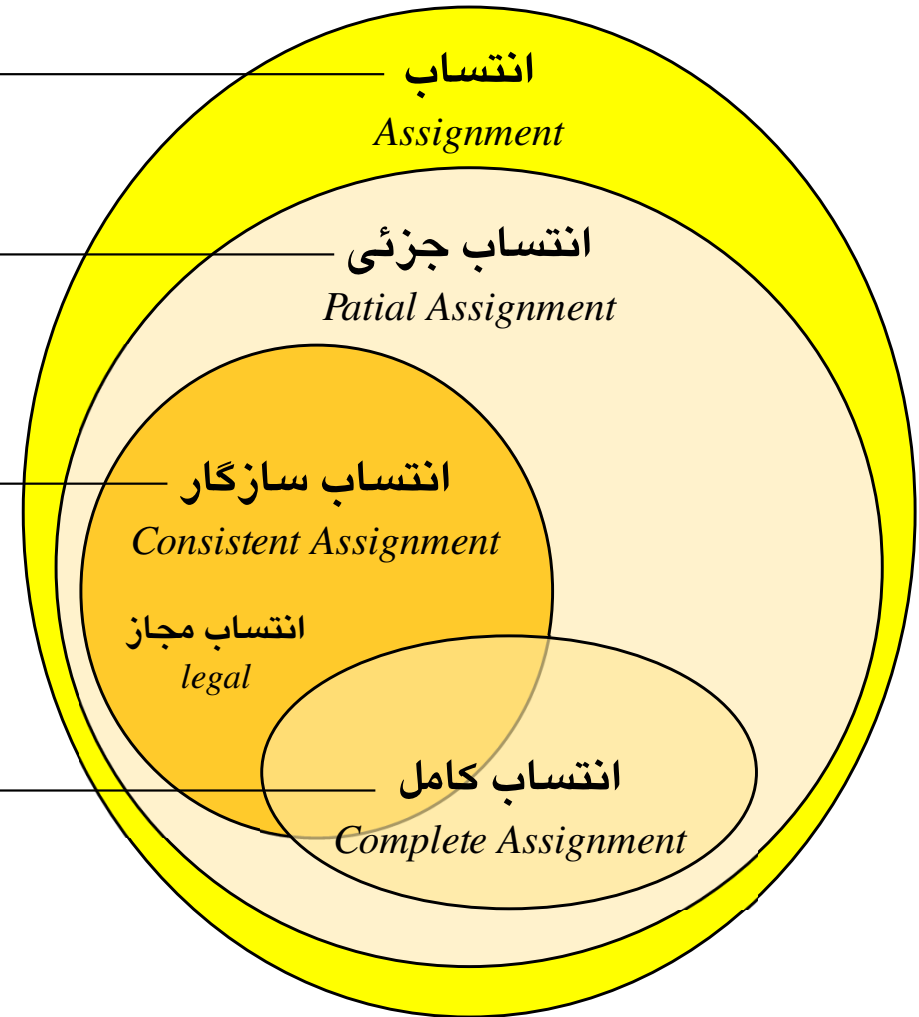 انتساب
Assignment
انتساب جزئی
Patial Assignment
انتساب سازگار
Consistent Assignment
انتساب مجاز
legal
انتساب کامل
Complete Assignment